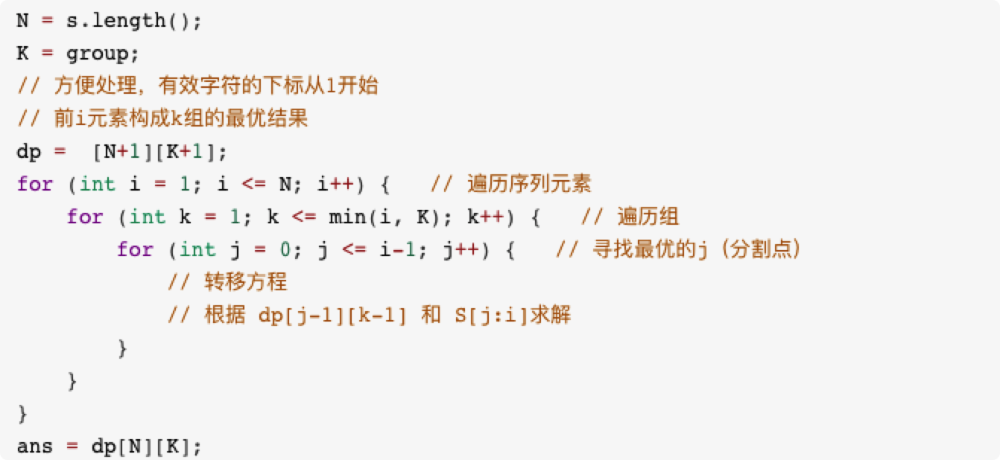 N = s.length();
K = group;
// 方便处理，有效字符的下标从1开始
// 前i元素构成k组的最优结果
dp =  [N+1][K+1];
for (int i = 1; i <= N; i++) {   // 遍历序列元素
    for (int k = 1; k <= min(i, K); k++) {   // 遍历组
        for (int j = 0; j <= i-1; j++) {   // 寻找最优的j（分割点）
            // 转移方程
            // 根据 dp[j-1][k-1] 和 S[j:i]求解
        }
    }
}
ans = dp[N][K];